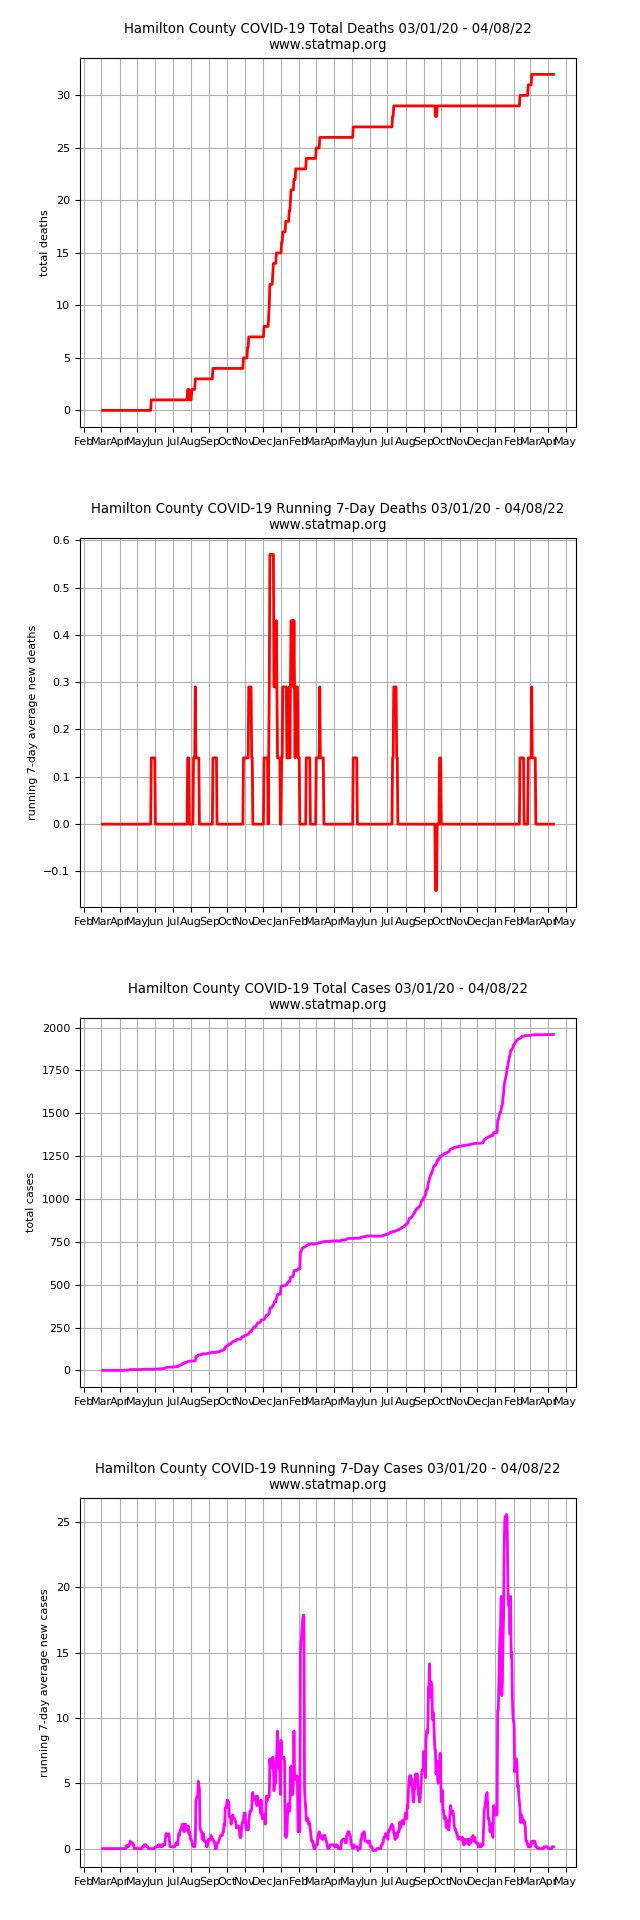 Hamilton County COVID-19 Total Deaths 03/01/20 - 04/08/22
www.statmap.org
total deaths
30
25
20
15
10
5
0
Feb Mar Apr May Jun Jul Aug Sep Oct Nov Dec Jan Feb Mar Apr May Jun Jul Aug Sep Oct Nov Dec Jan Feb Mar Apr May
Hamilton County COVID-19 Running 7-Day Deaths 03/01/20 - 04/08/22
www.statmap.org
running 7-day average new deaths
0.6
0.5
0.4
0.3
0.2
0.1
0.0
−0.1
Feb Mar Apr May Jun Jul Aug Sep Oct Nov Dec Jan Feb Mar Apr May Jun Jul Aug Sep Oct Nov Dec Jan Feb Mar Apr May
Hamilton County COVID-19 Total Cases 03/01/20 - 04/08/22
www.statmap.org
total cases
2000
1750
1500
1250
1000
750
500
250
0
Feb Mar Apr May Jun Jul Aug Sep Oct Nov Dec Jan Feb Mar Apr May Jun Jul Aug Sep Oct Nov Dec Jan Feb Mar Apr May
Hamilton County COVID-19 Running 7-Day Cases 03/01/20 - 04/08/22
www.statmap.org
running 7-day average new cases
25
20
15
10
5
0
Feb Mar Apr May Jun Jul Aug Sep Oct Nov Dec Jan Feb Mar Apr May Jun Jul Aug Sep Oct Nov Dec Jan Feb Mar Apr May